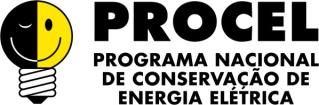 PROCEL
PROGRAMA NACIONAL
DE CONSERVAÇÃO DE
ENERGIA ELÉTRICA